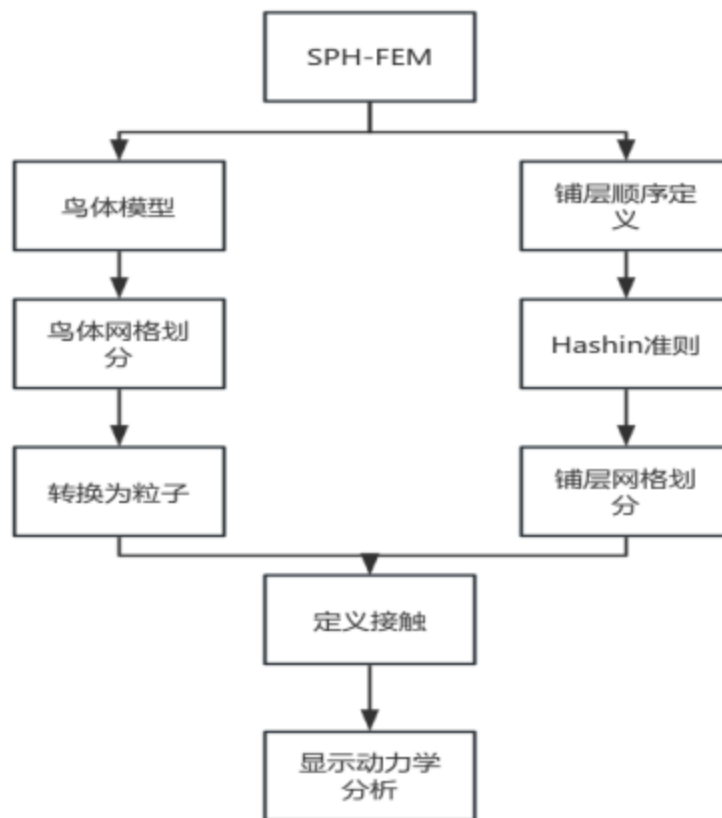 SPH-FEM
鸟体模型
铺层顺序定
义
鸟体网格划
分
Hashin准则
转换为粒子
铺层网格划
分
定义接触
显示动力学
分析